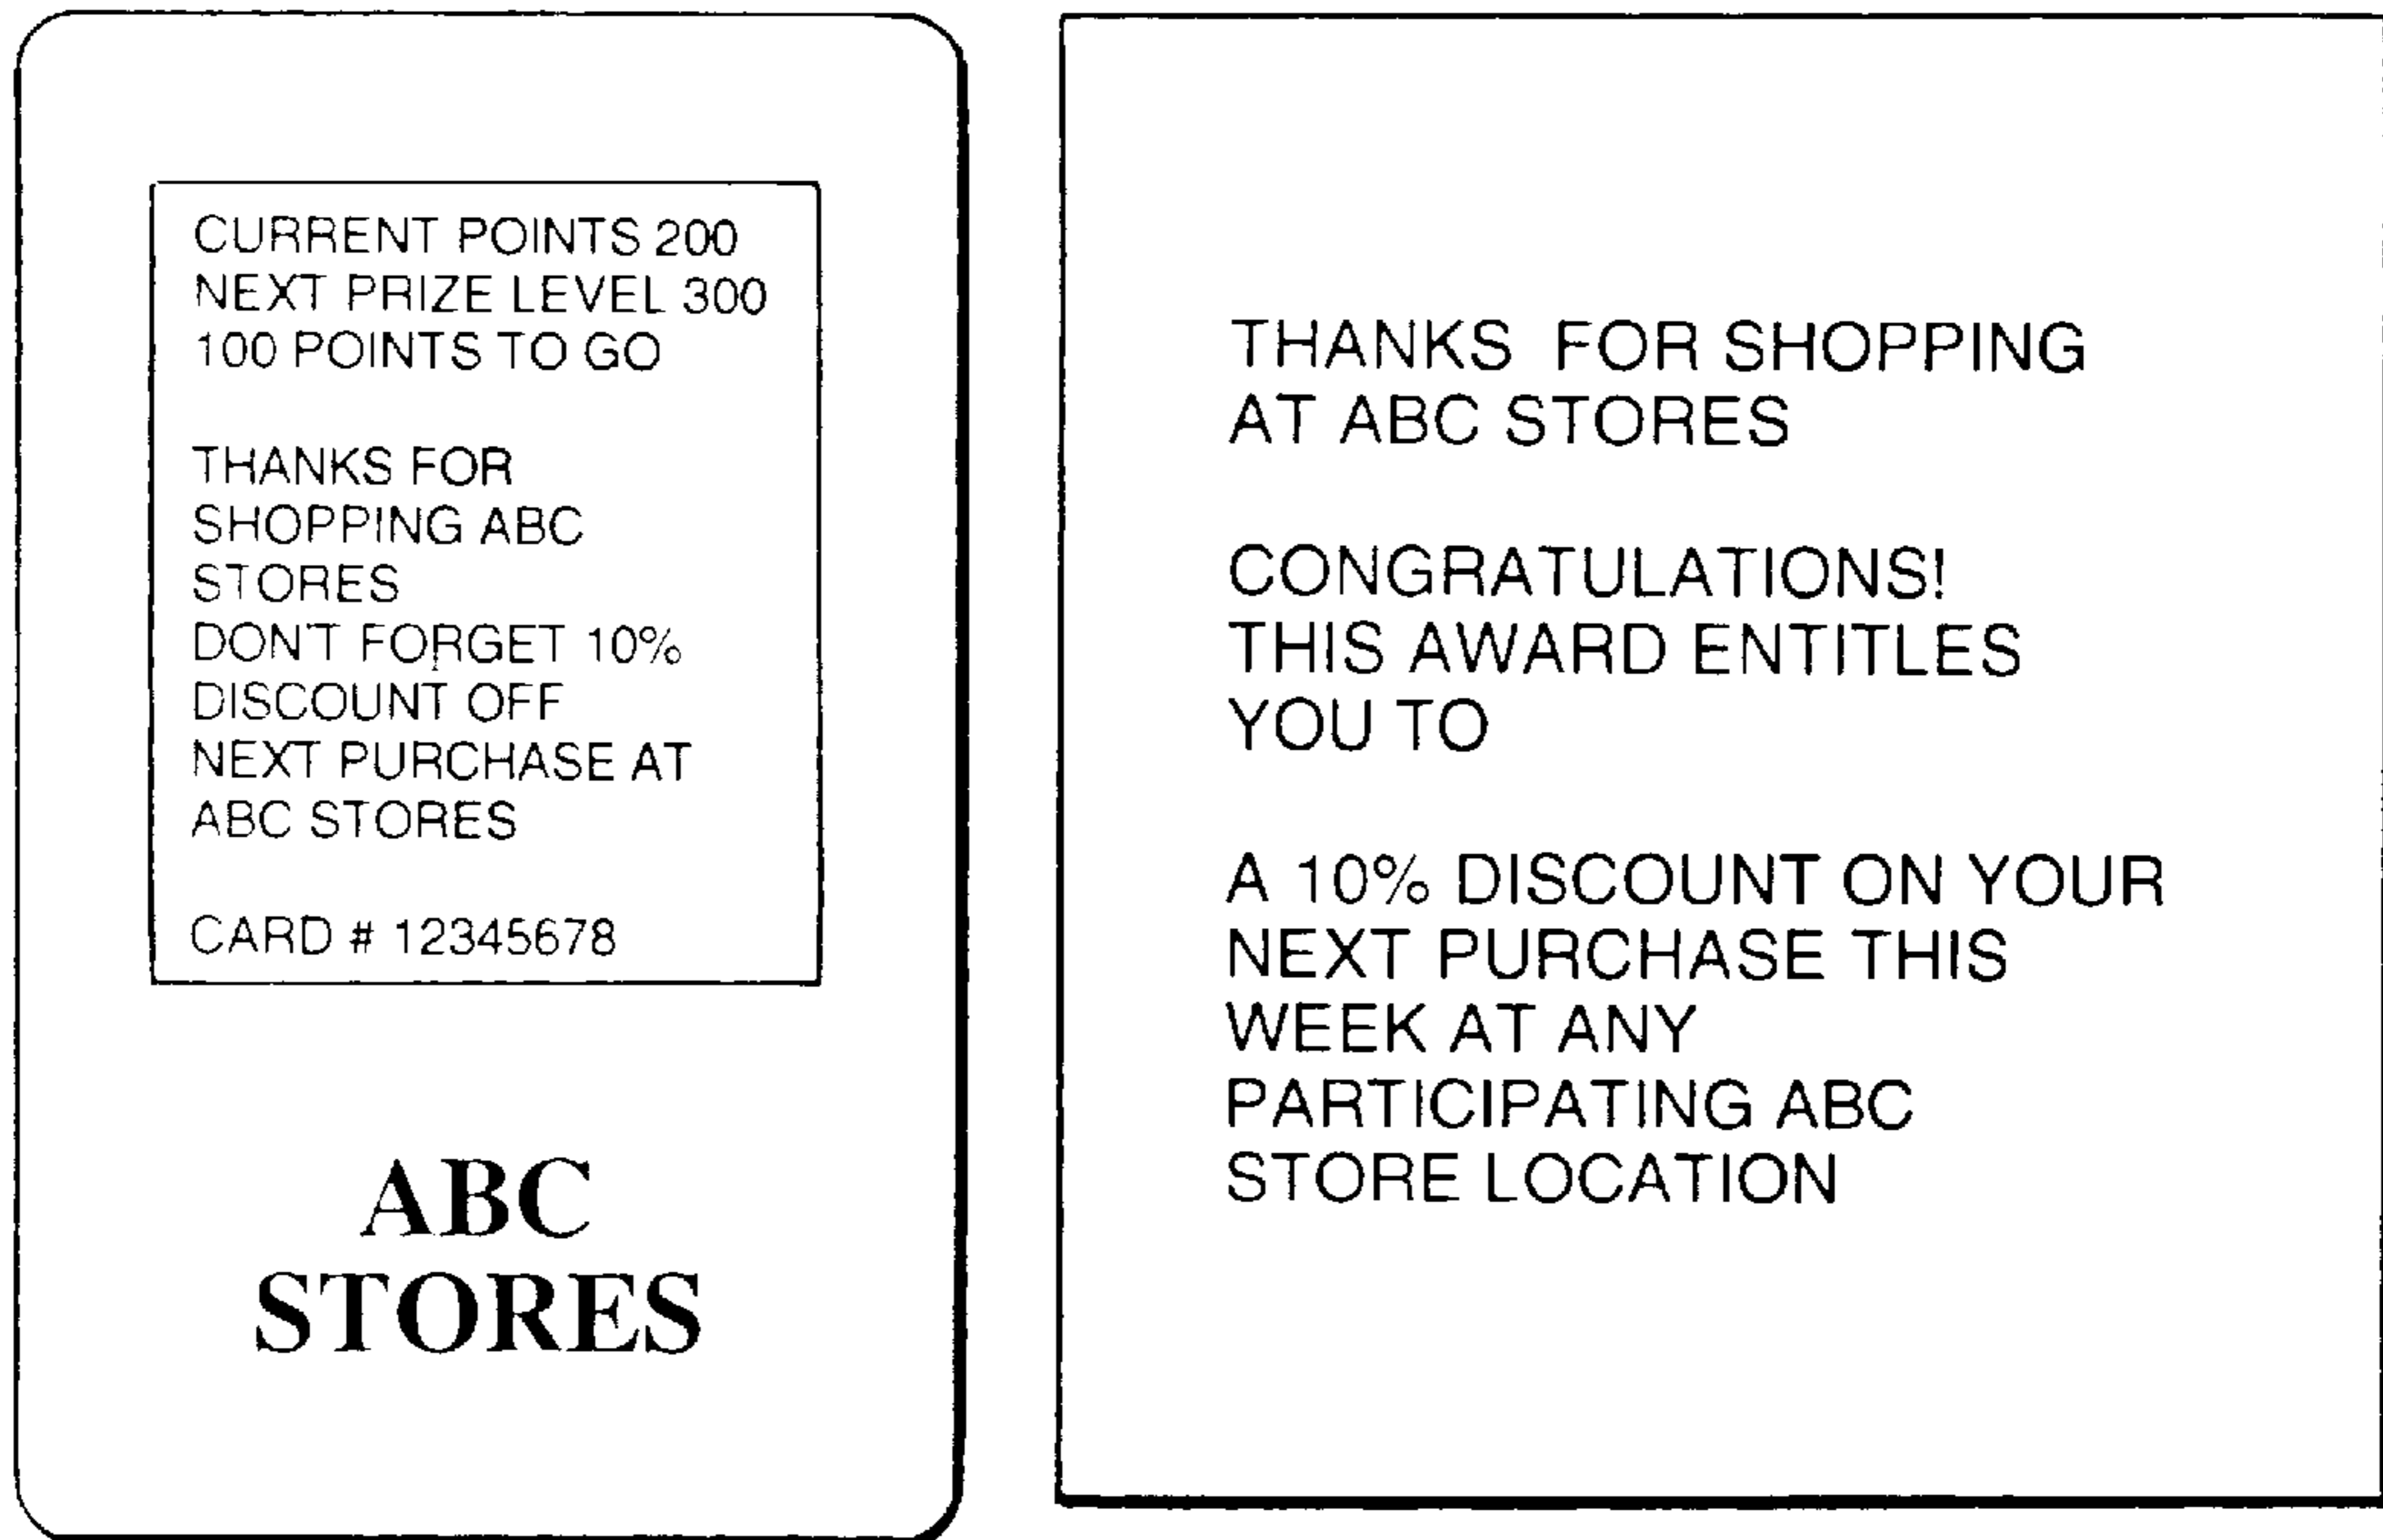 CURRENT POINTS 200
NEXT PRIZE LEVEL 300
100 POINTS TO GO
THANKS FOR
SHOPPING ABC
STORES
DONT FORGET 10%
DISCOUNT OFF
NEXT PURCHASE AT
ABC STORES
CARD # 12345678
ABC
STORES
THANKS FOR SHOPPING
AT ABC STORES
CONGRATULATIONS!
THIS AWARD ENTITLES
YOU TO
A 10% DISCOUNT ON YOUR
NEXT PURCHASE THIS
WEEK AT ANY
PARTICIPATING ABC
STORE LOCATION